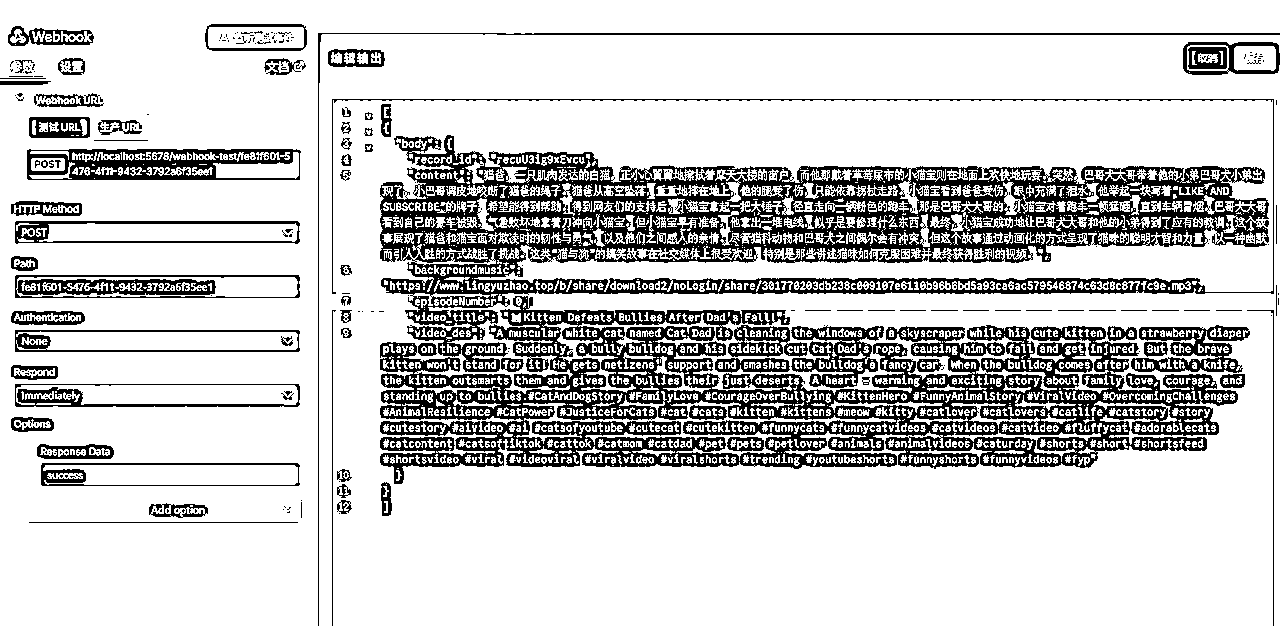 Webhook
参数 设置 文档
Webhook URL
测试 URL 生产 URL
POST http://localhost:5678/webhook-test/fe81f601-5
476-4f11-9432-3792a6f35ee1
HTTP Method
POST
Path
fe81f601-5476-4f11-9432-3792a6f35ee1
Authentication
None
Respond
Immediately
Options
Response Data
success
Add option
编辑输出
取消
1 [
2 {
3 "body": {
4 "record_id": "recuU3ig9xEvcu",
5 "content": "猫爸，一只肌肉发达的白猫，正小心翼翼地擦拭着摩天大楼的窗户，而他那戴着草莓尿布的小猫宝则在地面上欢快地玩耍。突然，巴哥犬大哥带着他的小弟巴哥犬小弟出
现了。小巴哥调皮地咬断了猫爸的绳子，猫爸从高空坠落，重重地摔在地上，他的腿受了伤，只能依靠拐杖走路。小猫宝看到爸爸受伤，眼中充满了泪水，他举起一块写着"LIKE AND
SUBSCRIBE"的牌子，希望能得到帮助。得到网友们的支持后，小猫宝拿起一把大锤子，径直走向一辆粉色的跑车，那是巴哥犬大哥的。小猫宝对着跑车一顿猛砸，直到车辆冒烟。巴哥犬大哥
看到自己的豪车被毁，气急败坏地拿着刀冲向小猫宝，但小猫宝早有准备，他拿出一堆电线，似乎是要修理什么东西。最终，小猫宝成功地让巴哥犬大哥和他的小弟得到了应有的教训。这个故
事展现了猫爸和猫宝面对欺凌时的韧性与勇气，以及他们之间感人的亲情。尽管猫科动物和巴哥犬之间偶尔会有冲突，但这个故事通过动画化的方式呈现了猫咪的聪明才智和力量，以一种幽默
而引人入胜的方式战胜了挑战。这类"猫与狗"的搞笑故事在社交媒体上很受欢迎，特别是那些讲述猫咪如何克服困难并最终获得胜利的视频。",
6 "backgroundmusic":
"https://www.lingyuzhao.top/b/share/download2/noLogin/share/301770203db238c009107e6110b96b8bd5a93ca6ac579546874c63d8c877fc9e.mp3",
7 "episodeNumber": 0,
8 "video_title": "Kitten Defeats Bullies After Dad's Fall!",
9 "video_des": "A muscular white cat named Cat Dad is cleaning the windows of a skyscraper while his cute kitten in a strawberry diaper
plays on the ground. Suddenly, a bully bulldog and his sidekick cut Cat Dad's rope, causing him to fall and get injured. But the brave
kitten won't stand for it! He gets netizens' support and smashes the bulldog's fancy car. When the bulldog comes after him with a knife,
the kitten outsmarts them and gives the bullies their just deserts. A heart - warming and exciting story about family love, courage, and
standing up to bullies.#CatAndDogStory #FamilyLove #CourageOverBullying #KittenHero #FunnyAnimalStory #ViralVideo #OvercomingChallenges
#AnimalResilience #CatPower #JusticeForCats #cat #cats #kitten #kittens #meow #kitty #catlover #catlovers #catlife #catstory #story
#cutestory #aivideo #ai #catsofyoutube #cutecat #cutekitten #funnycats #funnycatvideos #catvideos #catvideo #fluffycat #adorablecats
#catcontent #catsoftiktok #cattok #catmom #catdad #pet #pets #petlover #animals #animalvideos #caturday #shorts #short #shortsfeed
#shortsvideo #viral #videoviral #viralvideo #viralshorts #trending #youtubeshorts #funnyshorts #funnyvideos #fyp"
10 }
11 }
12 ]